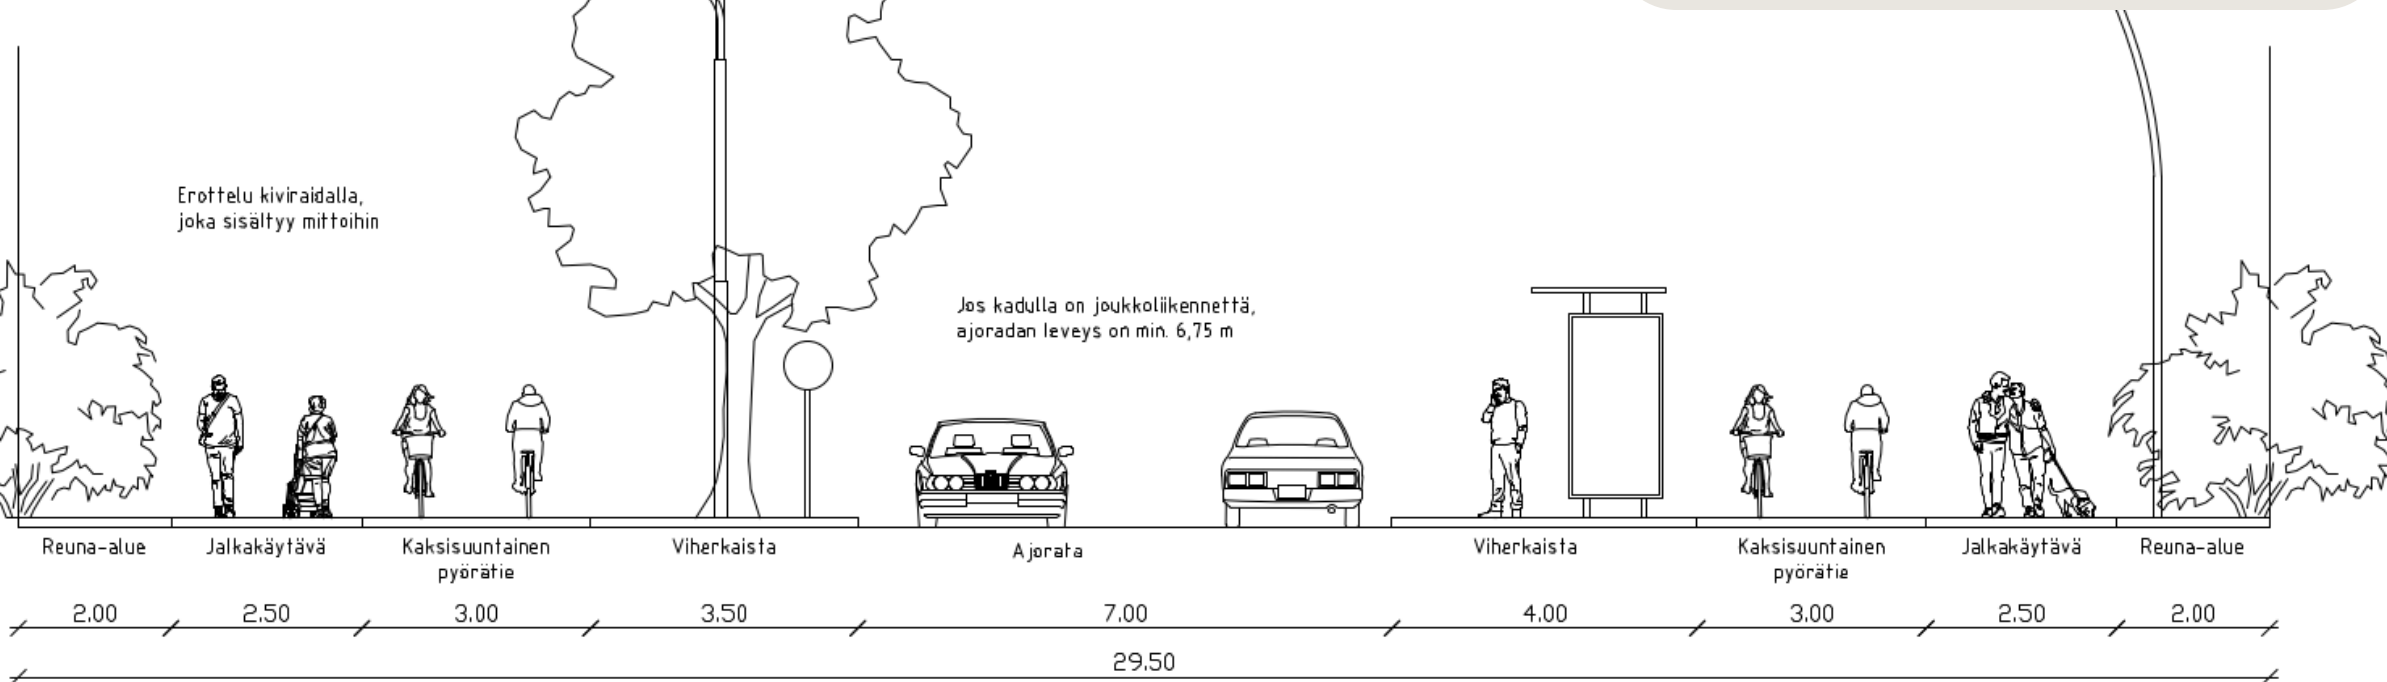 Erottelu kiviraidalla,
joka sisältyy mittoihin
Jos kadulla on joukkoliikennettä,
ajoradan leveys on min. 6,75 m
Reuna-alue
Jalkakäytävä
Kaksisuuntainen
pyörätie
Viherkaista
Ajorata
Viherkaista
Kaksisuuntainen
pyörätie
Jalkakäytävä
Reuna-alue
2.00
2.50
3.00
3.50
7.00
4.00
3.00
2.50
2.00
29.50